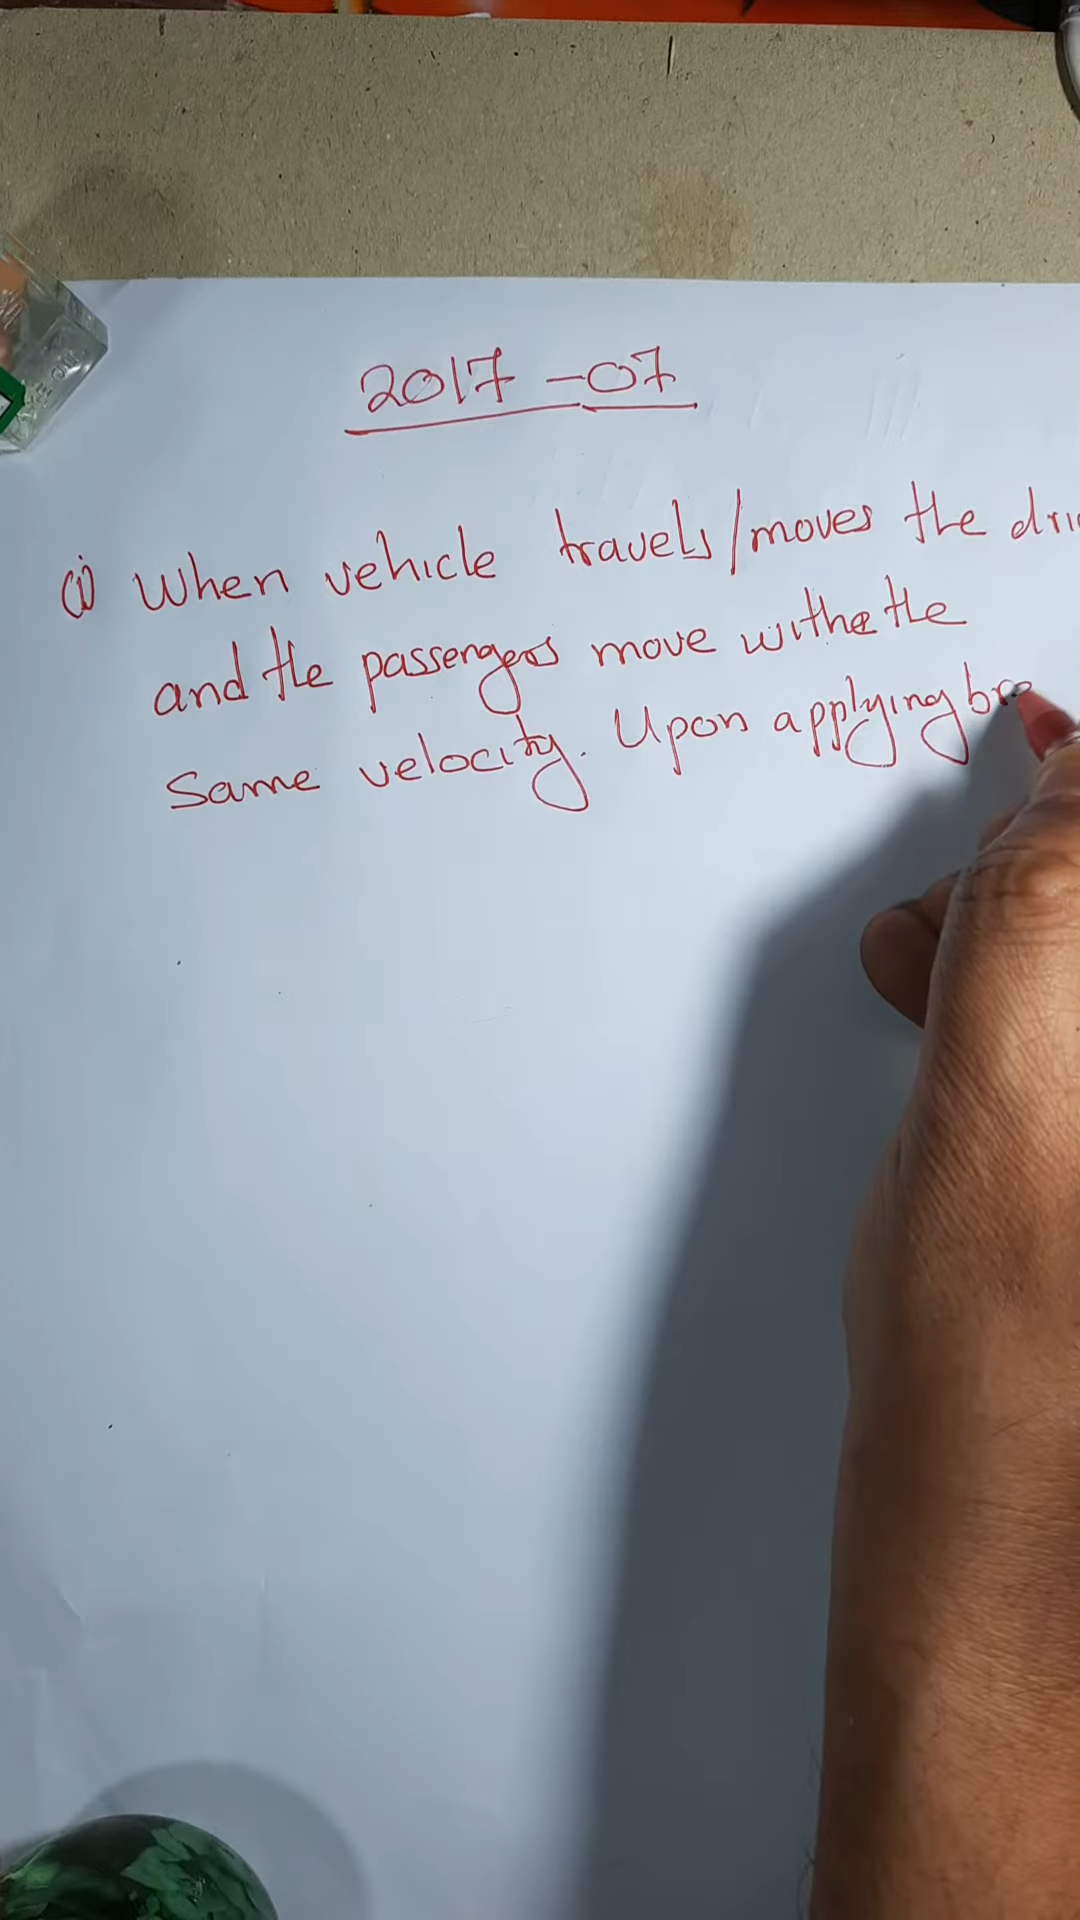 2017 - 07
(i) When vehicle travels/moves the
and the passengers move withe the
Same velocity. Upon applying